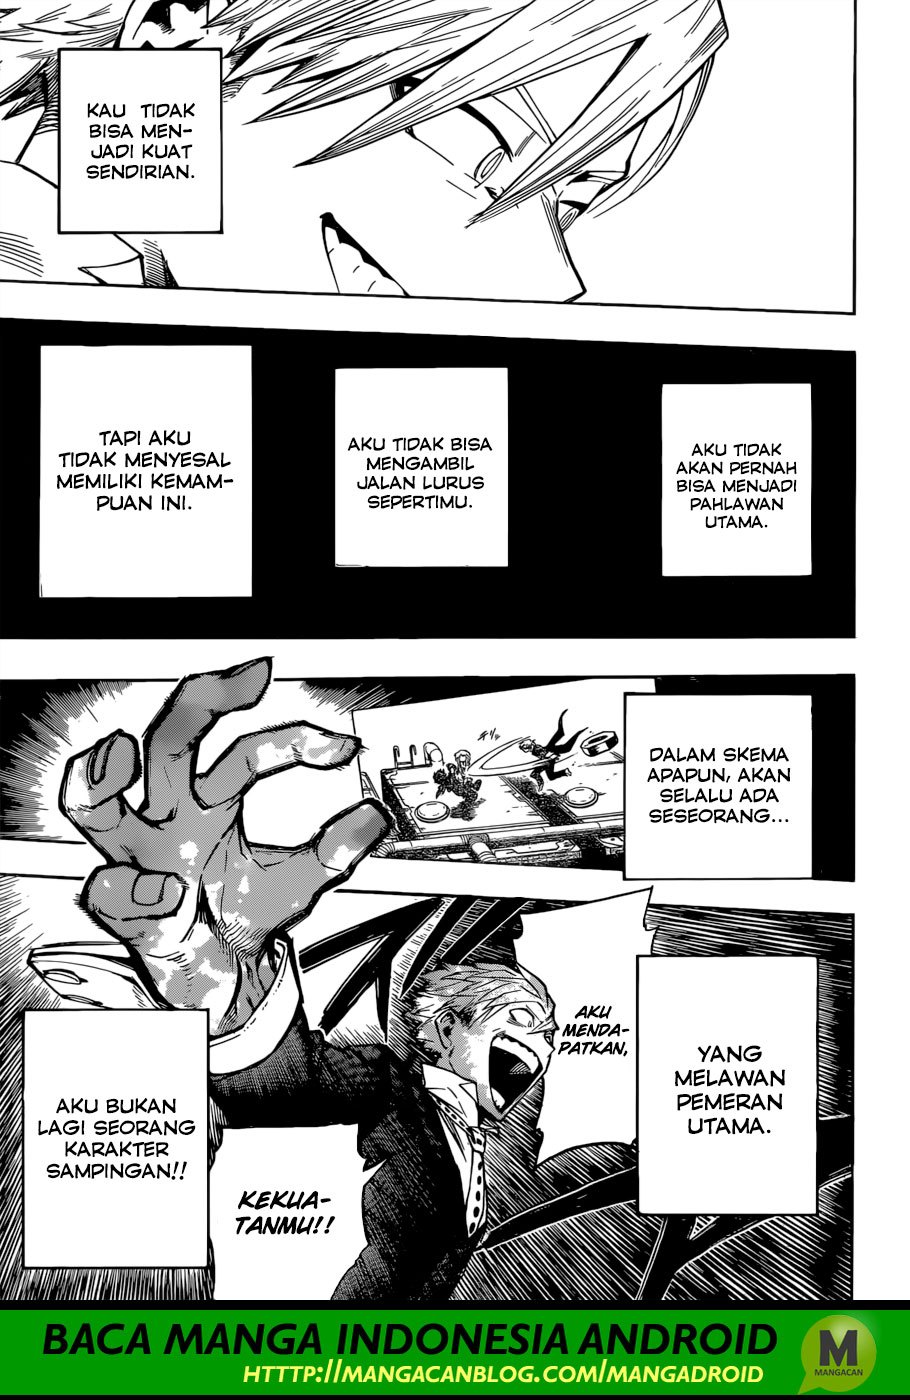 KAU TIDAK
BISA MEN-
JADI KUAT
SENDIRIAN.
AKU TIDAK
AKAN PERNAH
BISA MENJADI
PAHLAWAN
UTAMA.
AKU TIDAK BISA
MENGAMBIL
JALAN LURUS
SEPERTIMU.
TAPI AKU
TIDAK MENYESAL
MEMILIKI KEMAM-
PUAN INI.
DALAM SKEMA
APAPUN, AKAN
SELALU ADA
SESEORANG...
YANG
MELAWAN
PEMERAN
UTAMA.
AKU
MENDA-
PATKAN,
KEKUA-
TANMU!!
AKU BUKAN
LAGI SEORANG
KARAKTER
SAMPINGAN!!
BACA MANGA INDONESIA ANDROID
HTTTP://MANGACANBLOG.COM/MANGADROID
M
MANGACAN